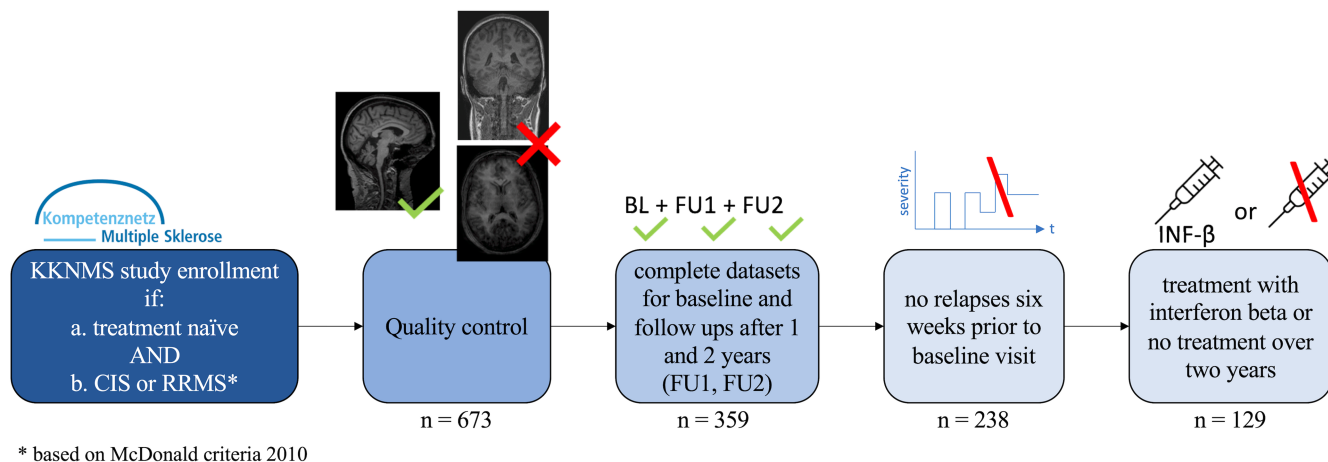 Kompetenznetz
Multiple Sklerose
KKNMS study enrollment
if:
a. treatment naïve
AND
b. CIS or RRMS*
Quality control
n = 673
BL + FU1 + FU2
complete datasets
for baseline and
follow ups after 1
and 2 years
(FU1, FU2)
n = 359
severity
t
no relapses six
weeks prior to
baseline visit
n = 238
INF-β
or
treatment with
interferon beta or
no treatment over
two years
n = 129
* based on McDonald criteria 2010